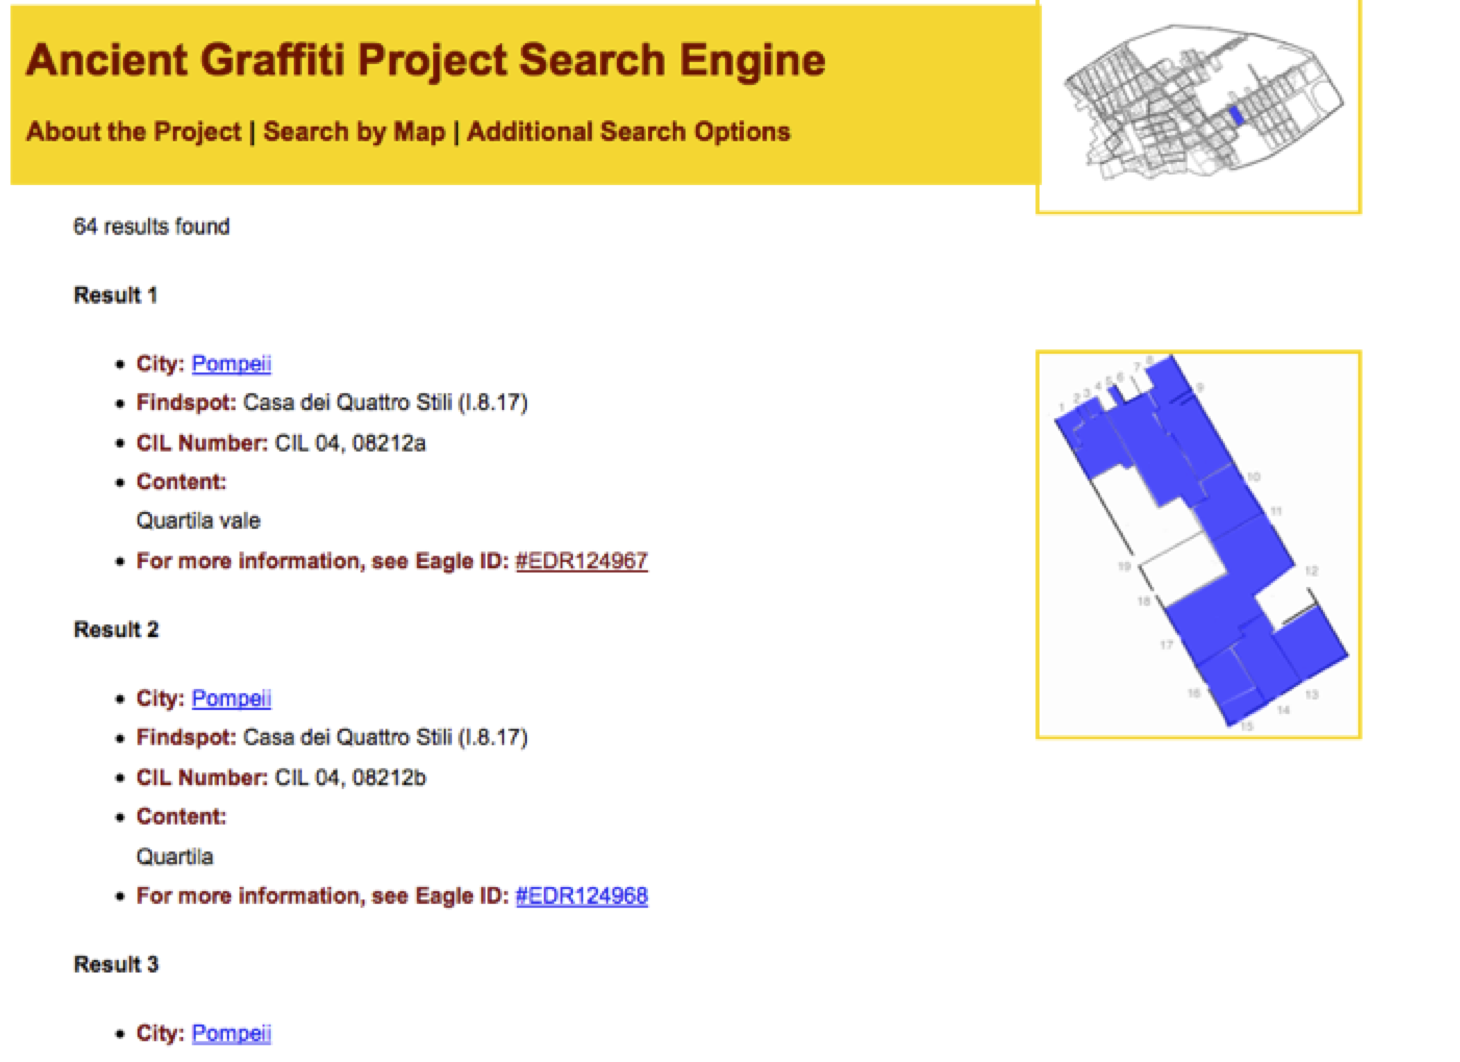 Ancient Graffiti Project Search Engine
About the Project | Search by Map | Additional Search Options
64 results found
Result 1
City: Pompeii
Findspot: Casa dei Quattro Stili (I.8.17)
CIL Number: CIL 04, 08212a
Content:
Quartila vale
For more information, see Eagle ID: #EDR124967
Result 2
City: Pompeii
Findspot: Casa dei Quattro Stili (I.8.17)
CIL Number: CIL 04, 08212b
Content:
Quartila
For more information, see Eagle ID: #EDR124968
Result 3
City: Pompeii
1
2
3
4
5
6
7
8
9
10
11
12
13
14
15
16
17
18
19